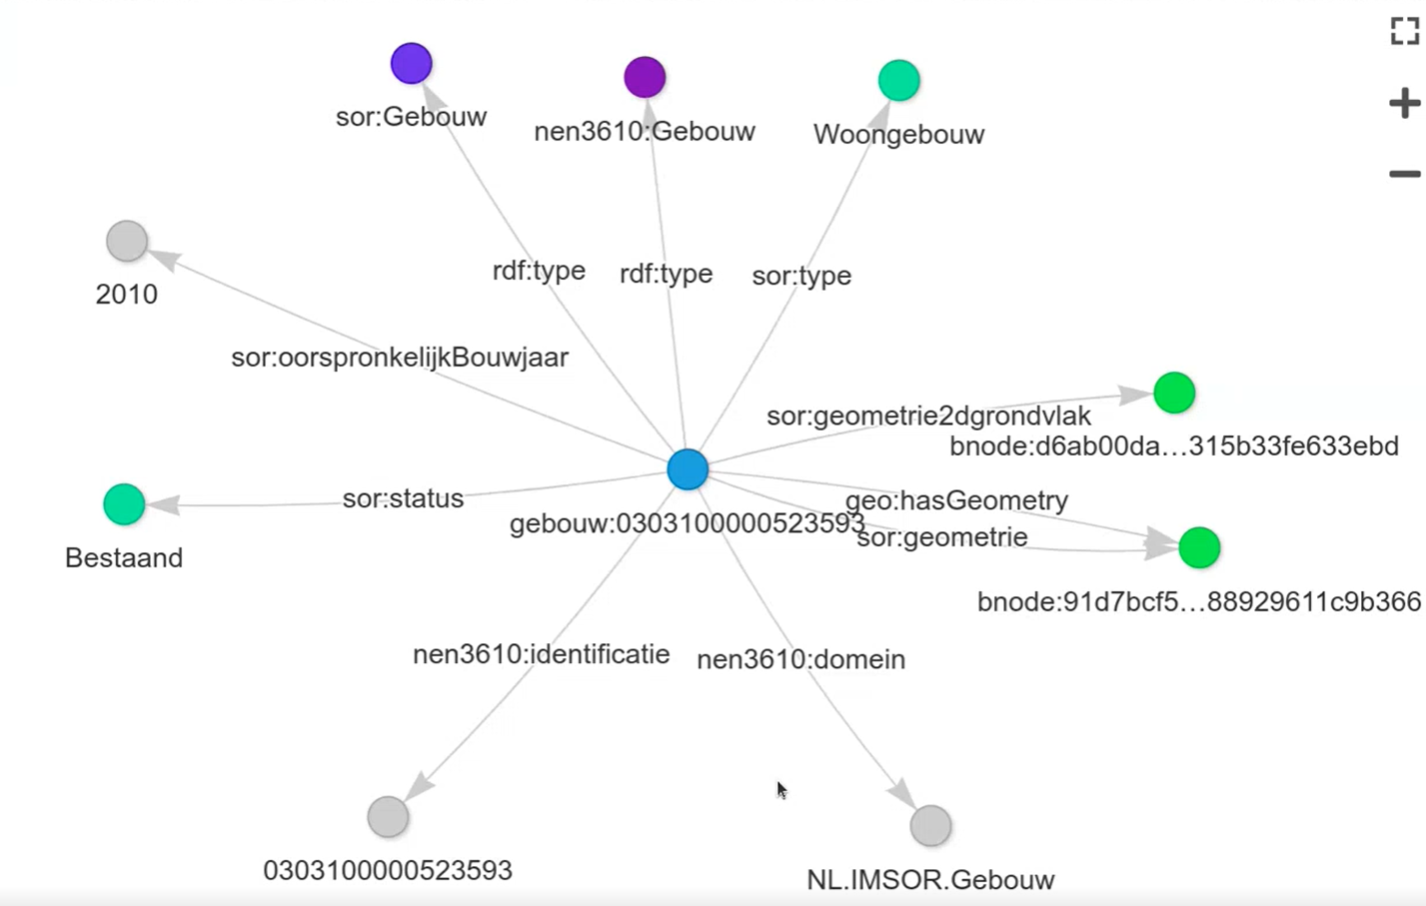 sor:Gebouw
nen3610:Gebouw
Woongebouw
rdf:type
rdf:type
sor:type
2010
sor:oorspronkelijkBouwjaar
sor:geometrie2dgrondvlak
bnode:d6ab00da…315b33fe633ebd
sor:status
geo:hasGeometry
gebouw:0303100000523593
sor:geometrie
Bestaand
bnode:91d7bcf5…88929611c9b366
nen3610:identificatie
nen3610:domein
0303100000523593
NL.IMSOR.Gebouw